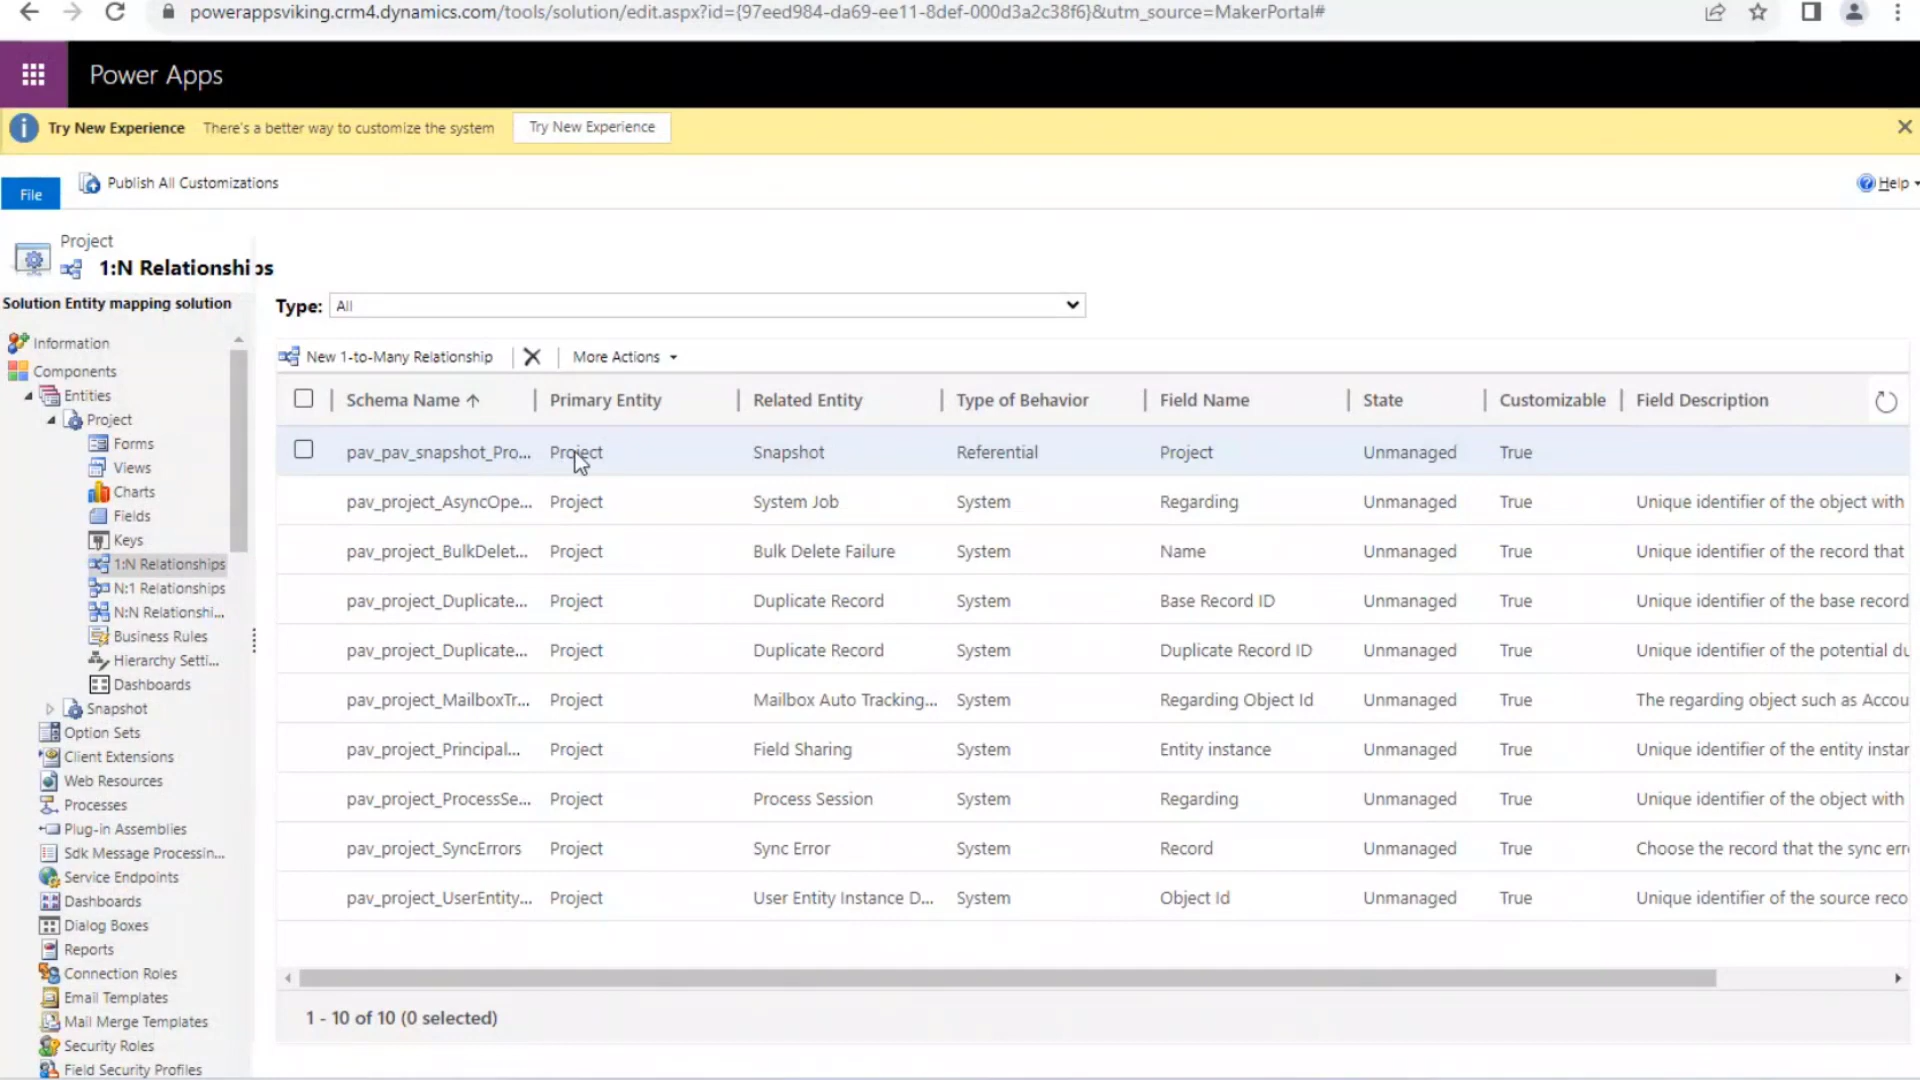 powerappsviking.crm4.dynamics.com/tools/solution/edit.aspx?id={97eed984-da69-ee11-8def-000d3a2c38f6}&utm_source=MakerPortal#
Power Apps
Try New Experience There's a better way to customize the system Try New Experience
File Publish All Customizations Help
Project
1:N Relationships
Solution Entity mapping solution
Type: All
Information
Components
Entities
Project
Forms
Views
Charts
Fields
Keys
1:N Relationships
N:1 Relationships
N:N Relationshi...
Business Rules
Hierarchy Setti...
Dashboards
Snapshot
Option Sets
Client Extensions
Web Resources
Processes
Plug-in Assemblies
Sdk Message Processin...
Service Endpoints
Dashboards
Dialog Boxes
Reports
Connection Roles
Email Templates
Mail Merge Templates
Security Roles
Field Security Profiles
New 1-to-Many Relationship More Actions
Schema Name Primary Entity Related Entity Type of Behavior Field Name State Customizable Field Description
pav_pav_snapshot_Pro... Project Snapshot Referential Project Unmanaged True
pav_project_AsyncOpe... Project System Job System Regarding Unmanaged True Unique identifier of the object with
pav_project_BulkDelet... Project Bulk Delete Failure System Name Unmanaged True Unique identifier of the record that
pav_project_Duplicate... Project Duplicate Record System Base Record ID Unmanaged True Unique identifier of the base record
pav_project_Duplicate... Project Duplicate Record System Duplicate Record ID Unmanaged True Unique identifier of the potential du
pav_project_MailboxTr... Project Mailbox Auto Tracking... System Regarding Object Id Unmanaged True The regarding object such as Accou
pav_project_Principal... Project Field Sharing System Entity instance Unmanaged True Unique identifier of the entity instar
pav_project_ProcessSe... Project Process Session System Regarding Unmanaged True Unique identifier of the object with
pav_project_SyncErrors Project Sync Error System Record Unmanaged True Choose the record that the sync erro
pav_project_UserEntity... Project User Entity Instance D... System Object Id Unmanaged True Unique identifier of the source reco
1 - 10 of 10 (0 selected)